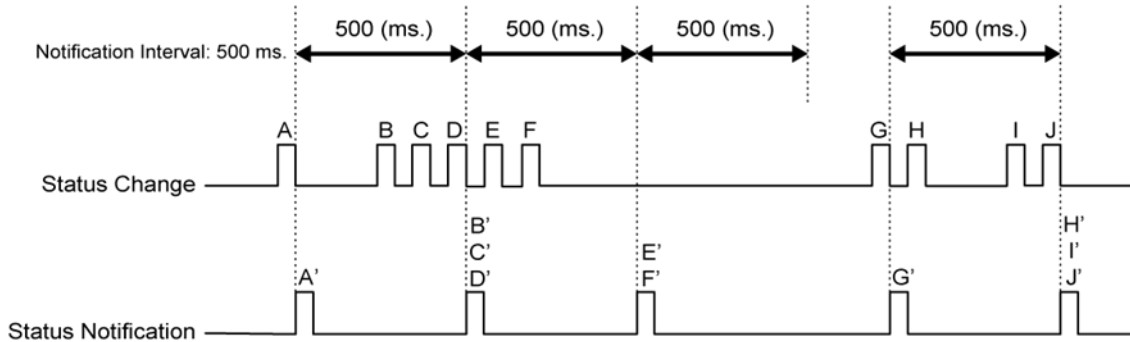 500 (ms.) 500 (ms.) 500 (ms.) 500 (ms.)
Notification Interval: 500 ms.
A B C D E F G H I J
Status Change
B' H'
C' E' I'
A' D' F' G' J'
Status Notification